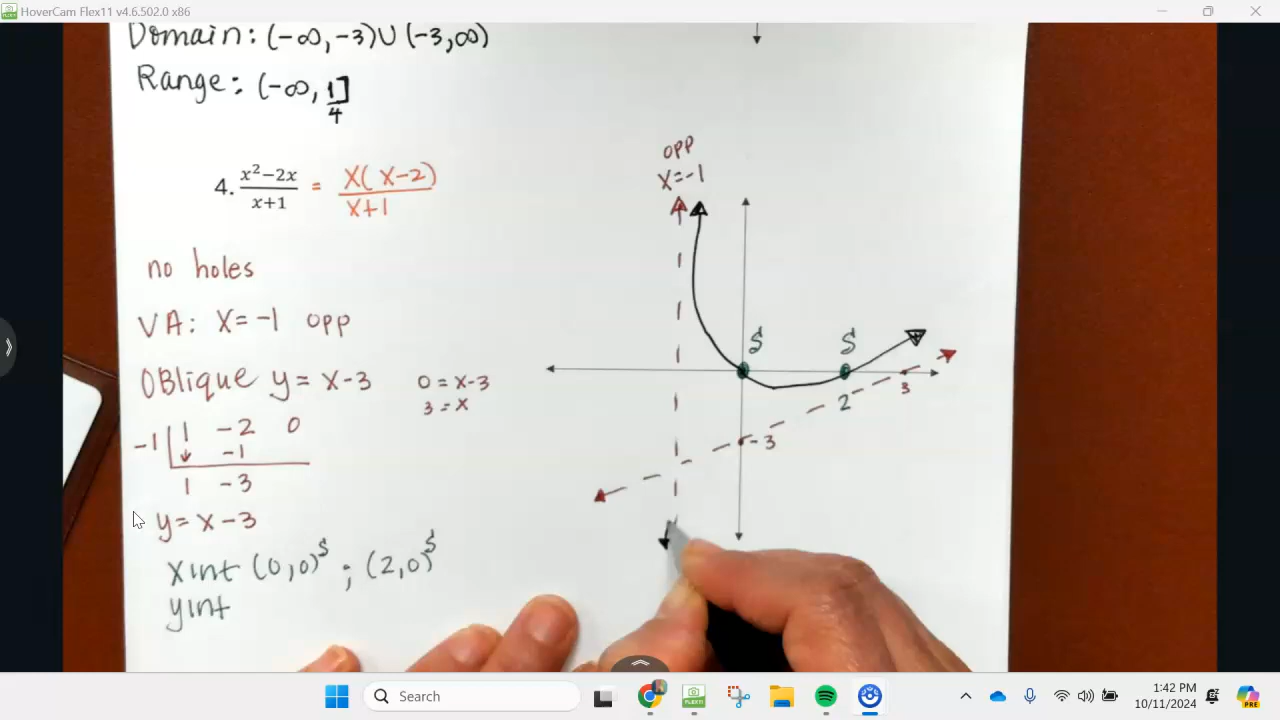 HoverCam Flex11 v4.6.502.0 x86
Domain: (-∞,-3)∪(-3,∞)
Range: (-∞, 1/4]
4. x²−2x / x+1 = x(x-2) / x+1
opp
x=-1
no holes
VA: x=-1 opp
Oblique y=x-3
0=x-3
3=x
-1 | 1 -2 0
-1
1 -3
y=x-3
xint (0,0)ˢ ; (2,0)ˢ
yint
S S
2 3
-3
Search
1:42 PM
10/11/2024
PRE